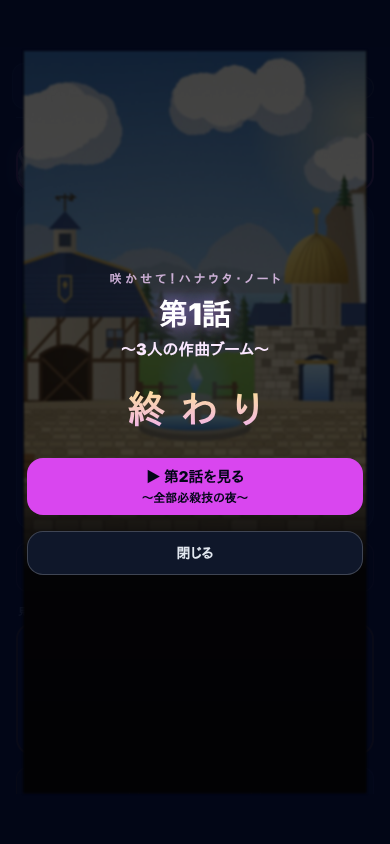 咲かせて!ハナウタ・ノート
第1話
〜3人の作曲ブーム〜
終わり
▶ 第2話を見る
〜全部必殺技の夜〜
閉じる